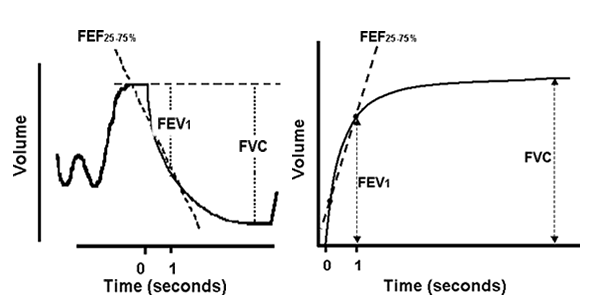 FEF25-75%
Volume
FEV1
FVC
0 1
Time (seconds)
FEF25-75%
Volume
FEV1
FVC
0 1
Time (seconds)